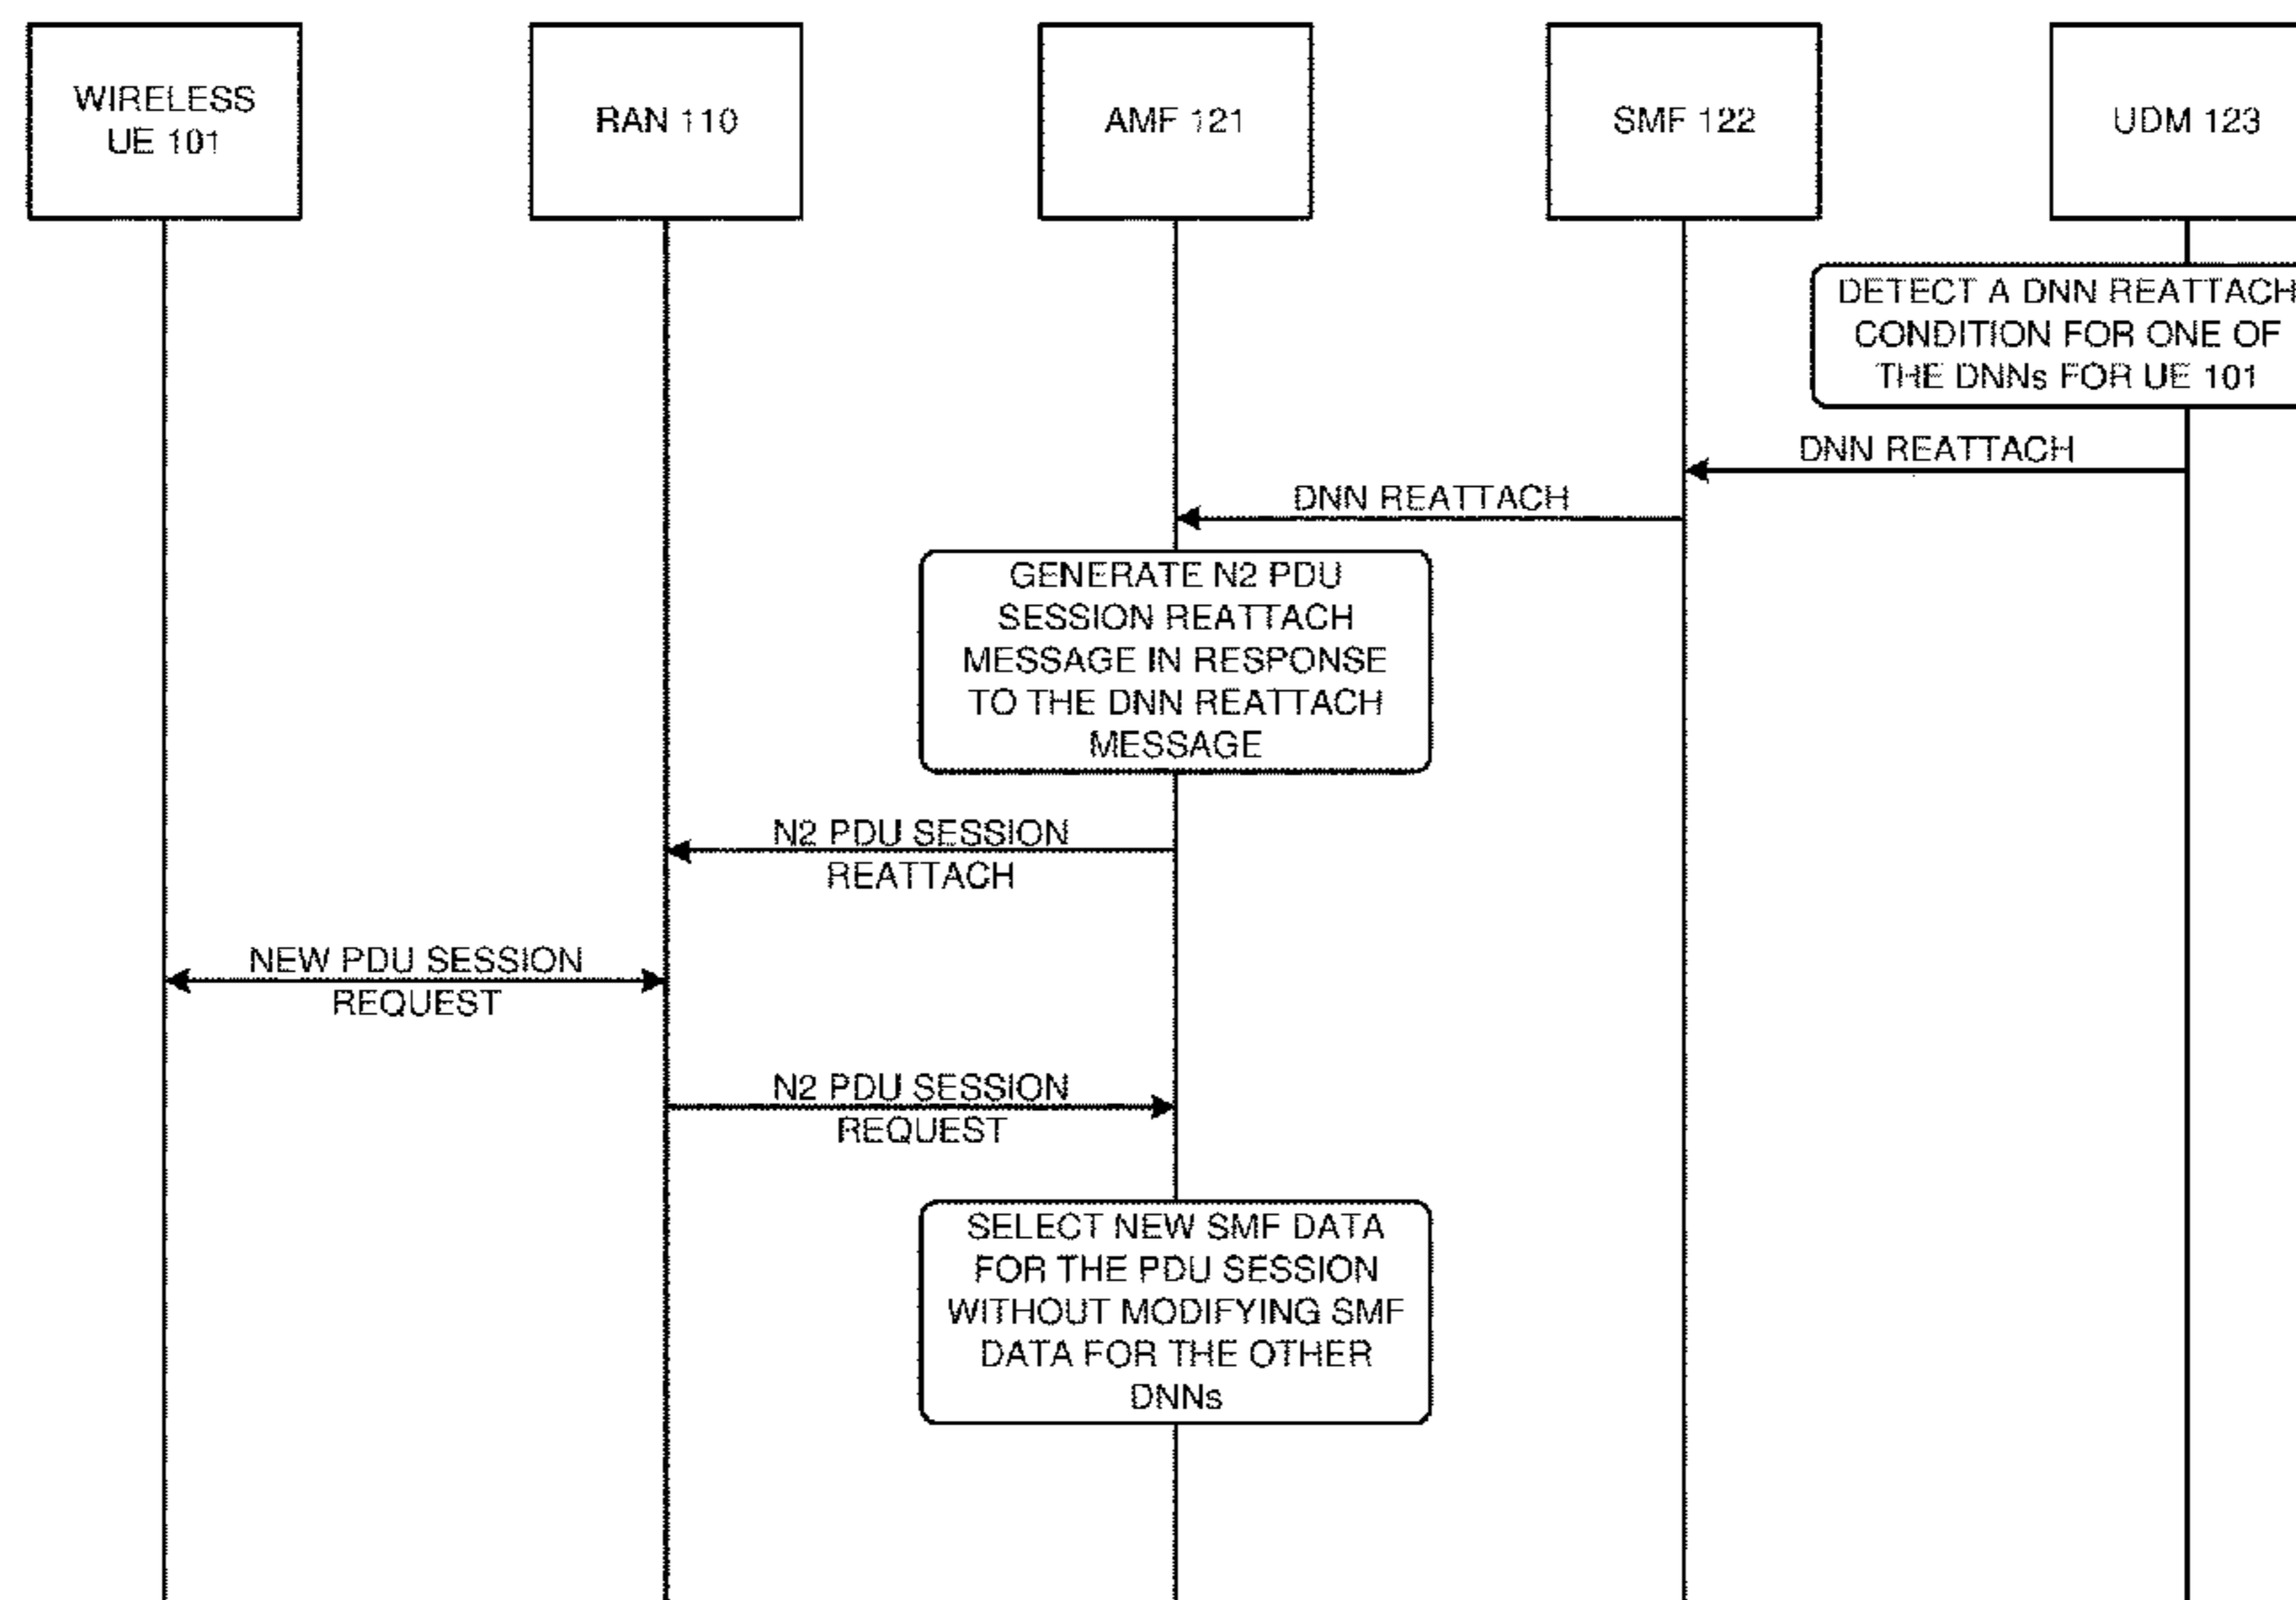 WIRELESS
UE 101
RAN 110
AMF 121
SMF 122
UDM 123
DETECT A DNN REATTACH
CONDITION FOR ONE OF
THE DNNs FOR UE 101
DNN REATTACH
DNN REATTACH
GENERATE N2 PDU
SESSION REATTACH
MESSAGE IN RESPONSE
TO THE DNN REATTACH
MESSAGE
N2 PDU SESSION
REATTACH
NEW PDU SESSION
REQUEST
N2 PDU SESSION
REQUEST
SELECT NEW SMF DATA
FOR THE PDU SESSION
WITHOUT MODIFYING SMF
DATA FOR THE OTHER
DNNs